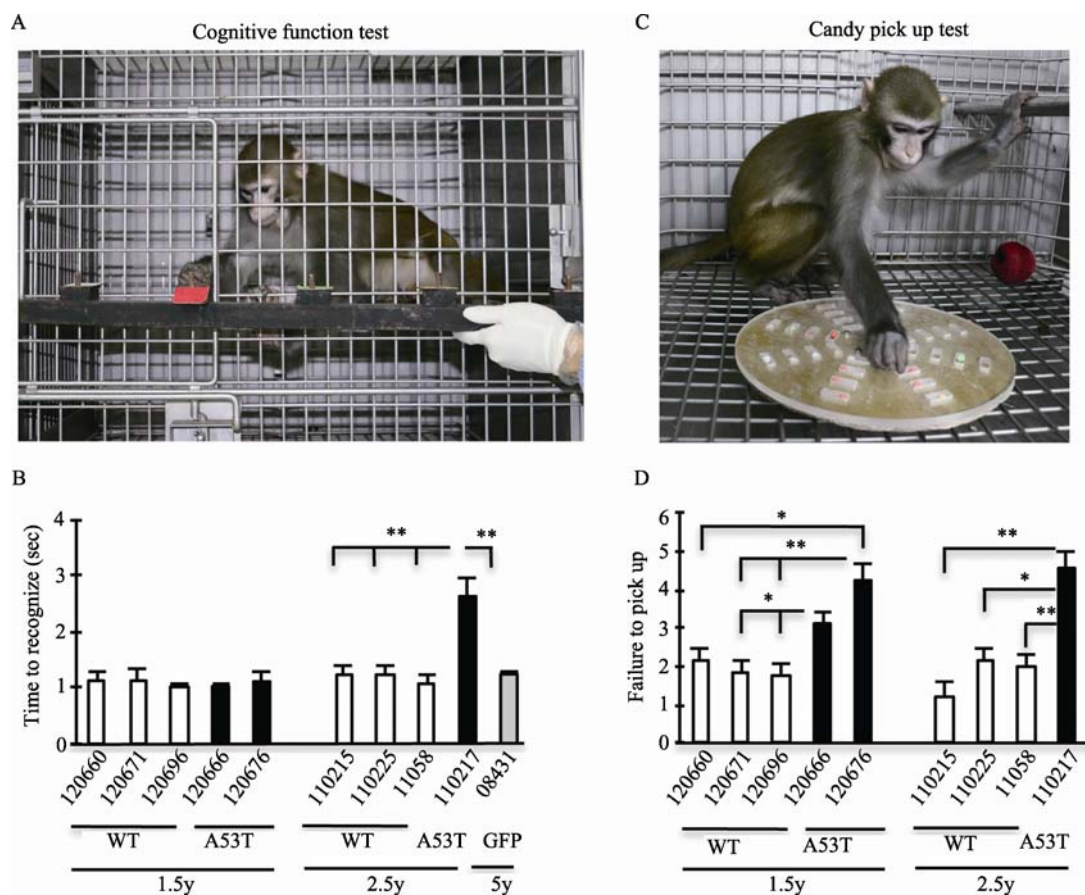 A
Cognitive function test
C
Candy pick up test
B
Time to recognize (sec)
4
3
2
1
0
**
**
120660
120671
120696
120666
120676
110215
110225
11058
110217
08431
WT
A53T
WT
A53T
GFP
1.5y
2.5y
5y
D
Failure to pick up
6
5
4
3
2
1
0
*
**
*
**
*
**
120660
120671
120696
120666
120676
110215
110225
11058
110217
WT
A53T
WT
A53T
1.5y
2.5y